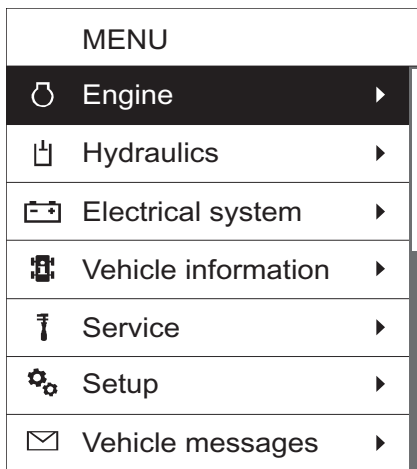 MENU
Engine
Hydraulics
Electrical system
Vehicle information
Service
Setup
Vehicle messages